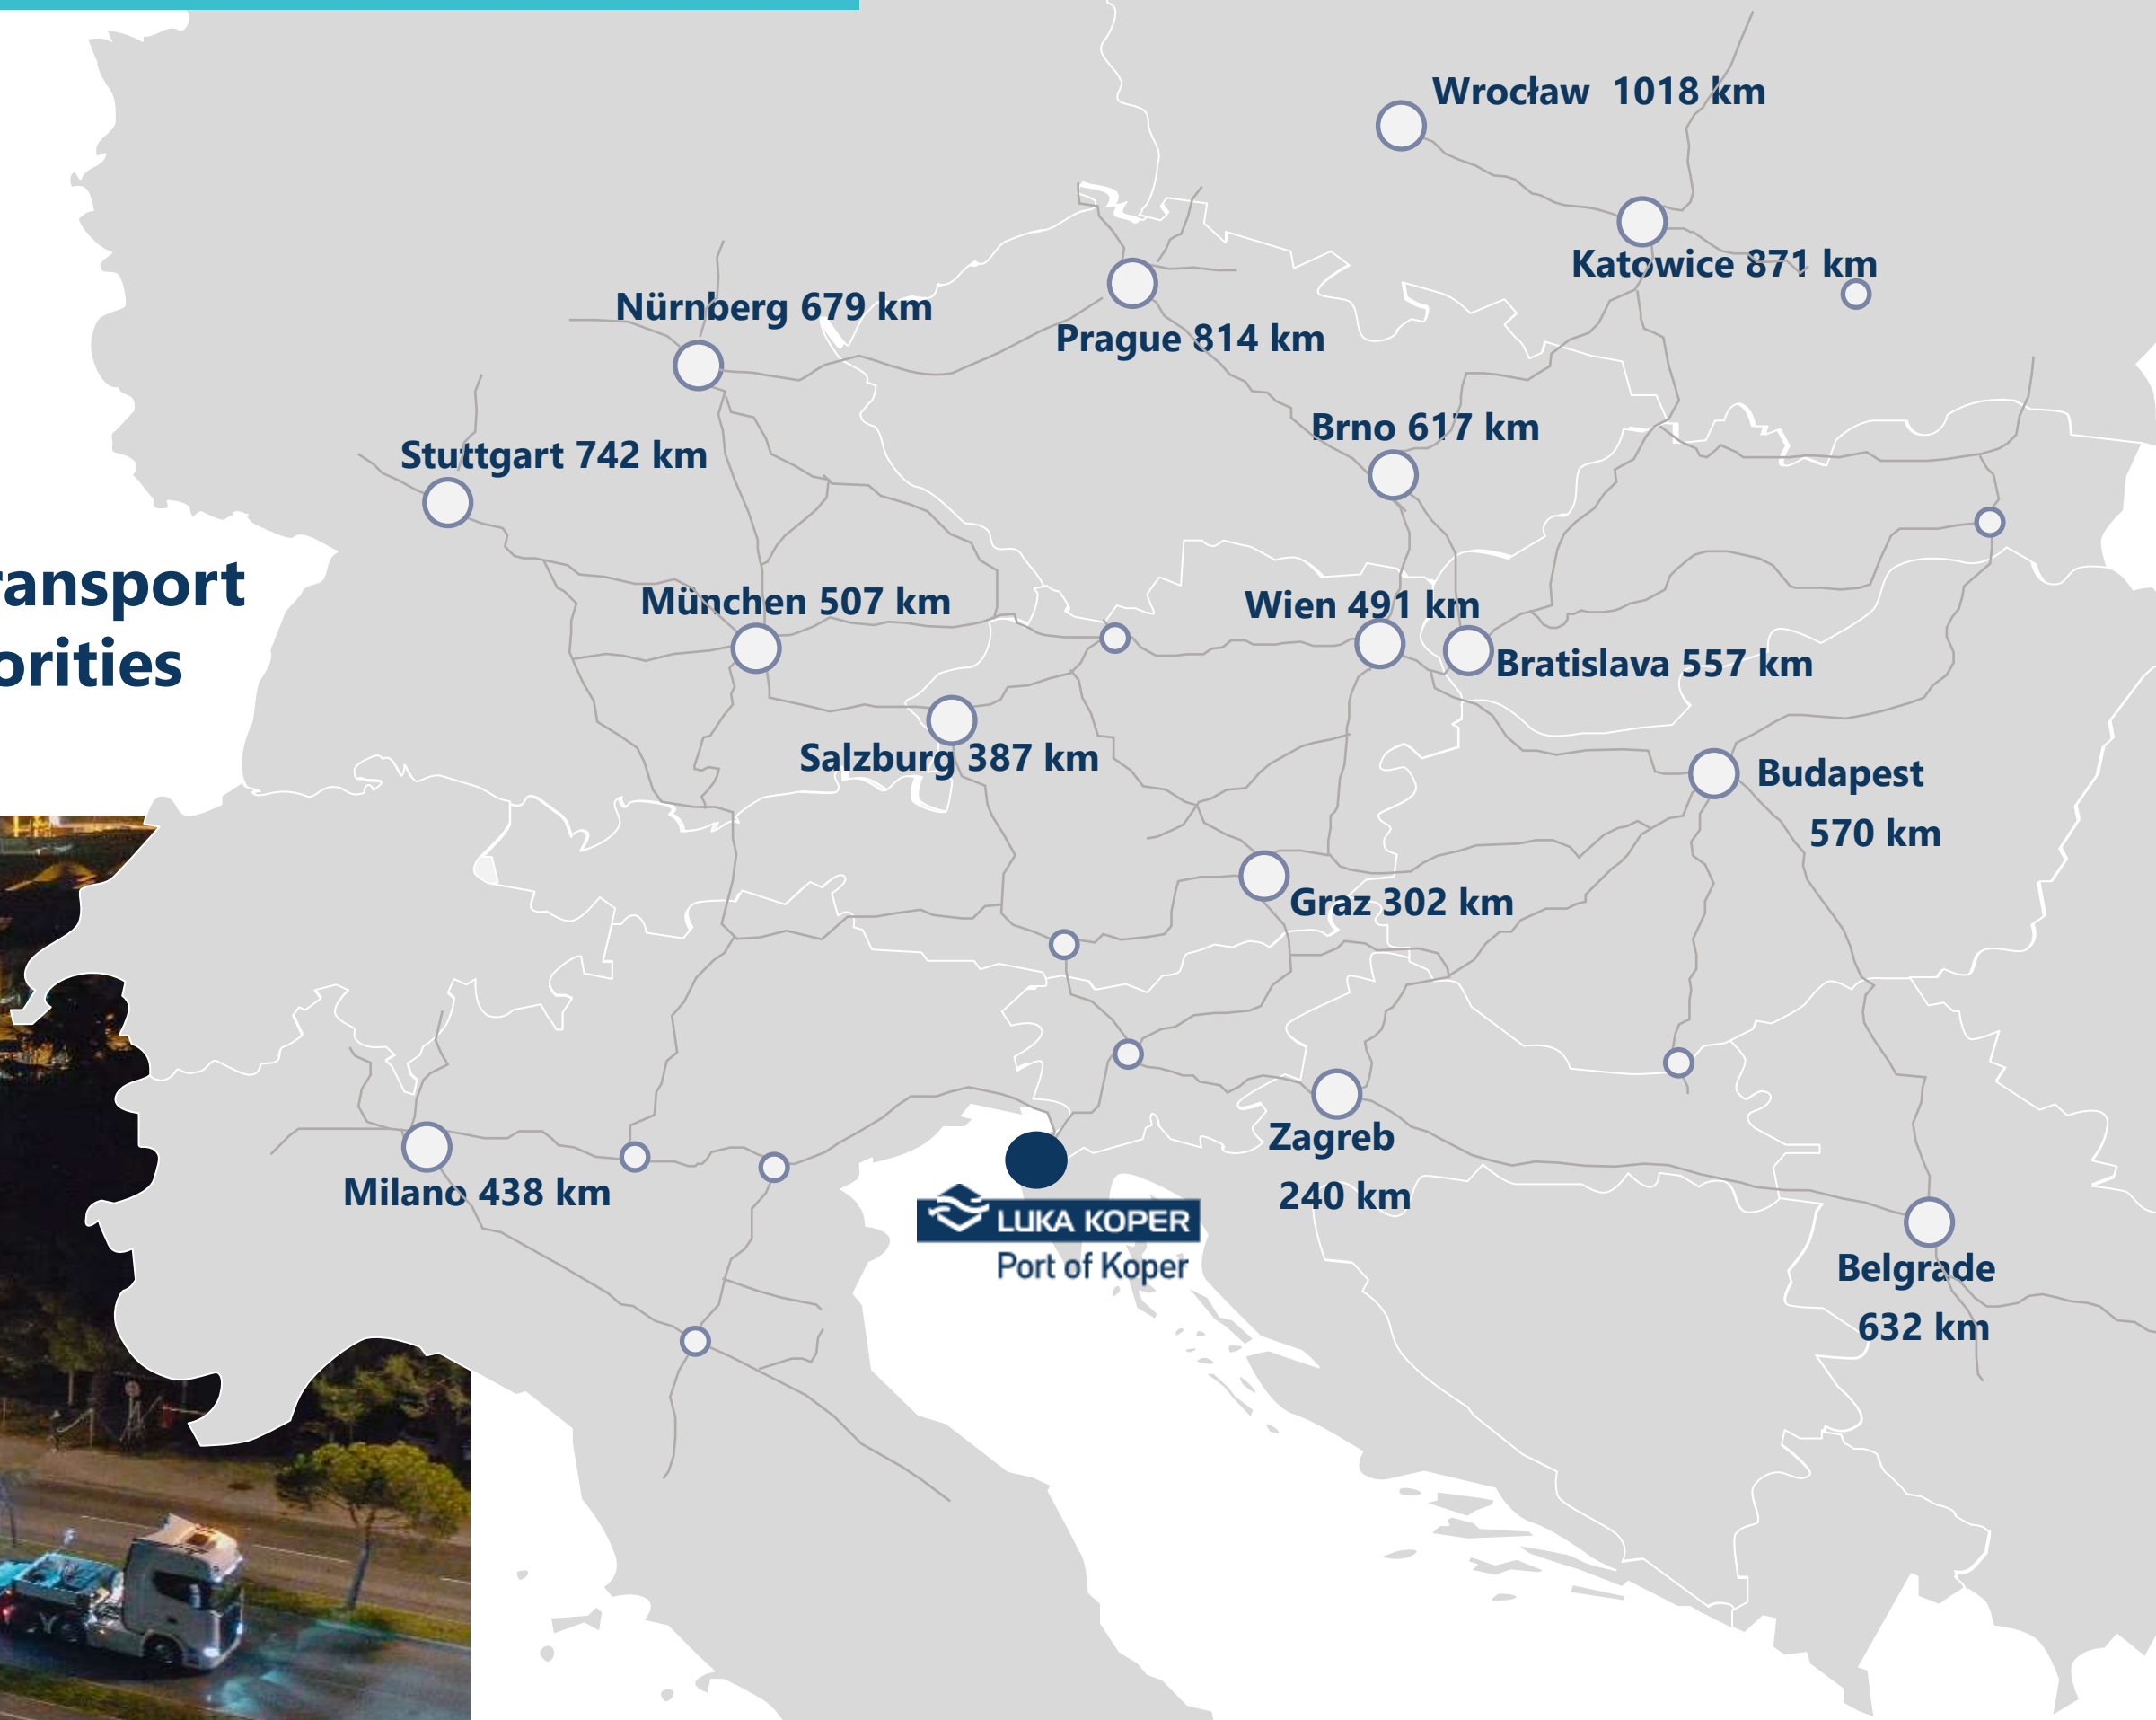 Wrocław 1018 km
Katowice 871 km
Nürnberg 679 km
Prague 814 km
Brno 617 km
Stuttgart 742 km
München 507 km
Wien 491 km
Bratislava 557 km
Salzburg 387 km
Budapest
570 km
Graz 302 km
Zagreb
240 km
Milano 438 km
LUKA KOPER
Port of Koper
Belgrade
632 km